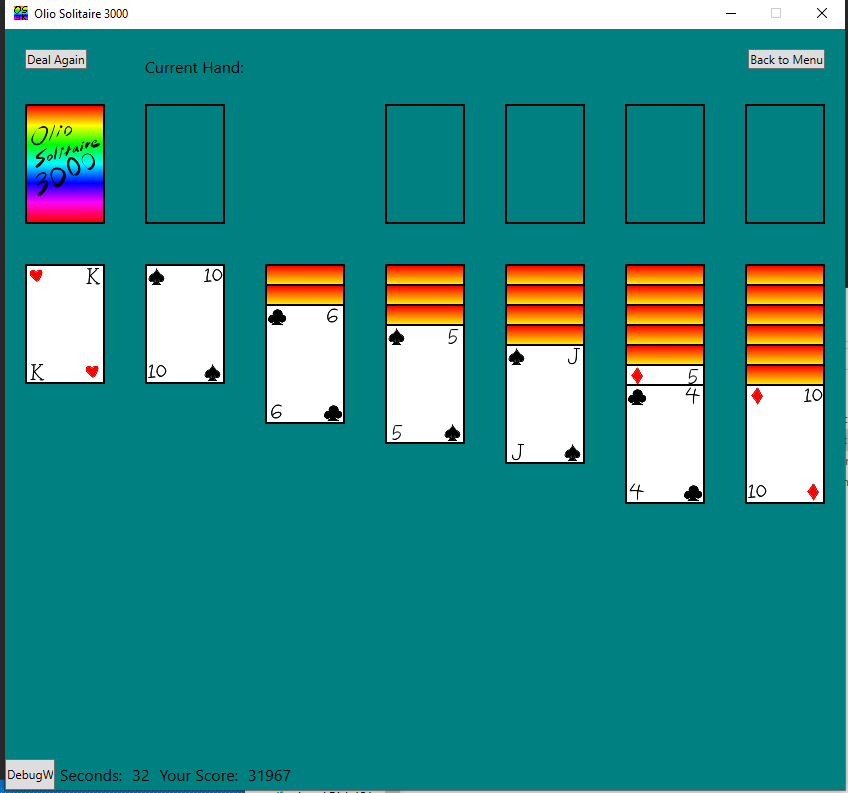 Olio Solitaire 3000
Deal Again
Current Hand:
Back to Menu
Olio
Solitaire
3000
K
K
10
10
6
6
5
5
J
J
5
4
4
10
10
DebugW
Seconds: 32 Your Score: 31967